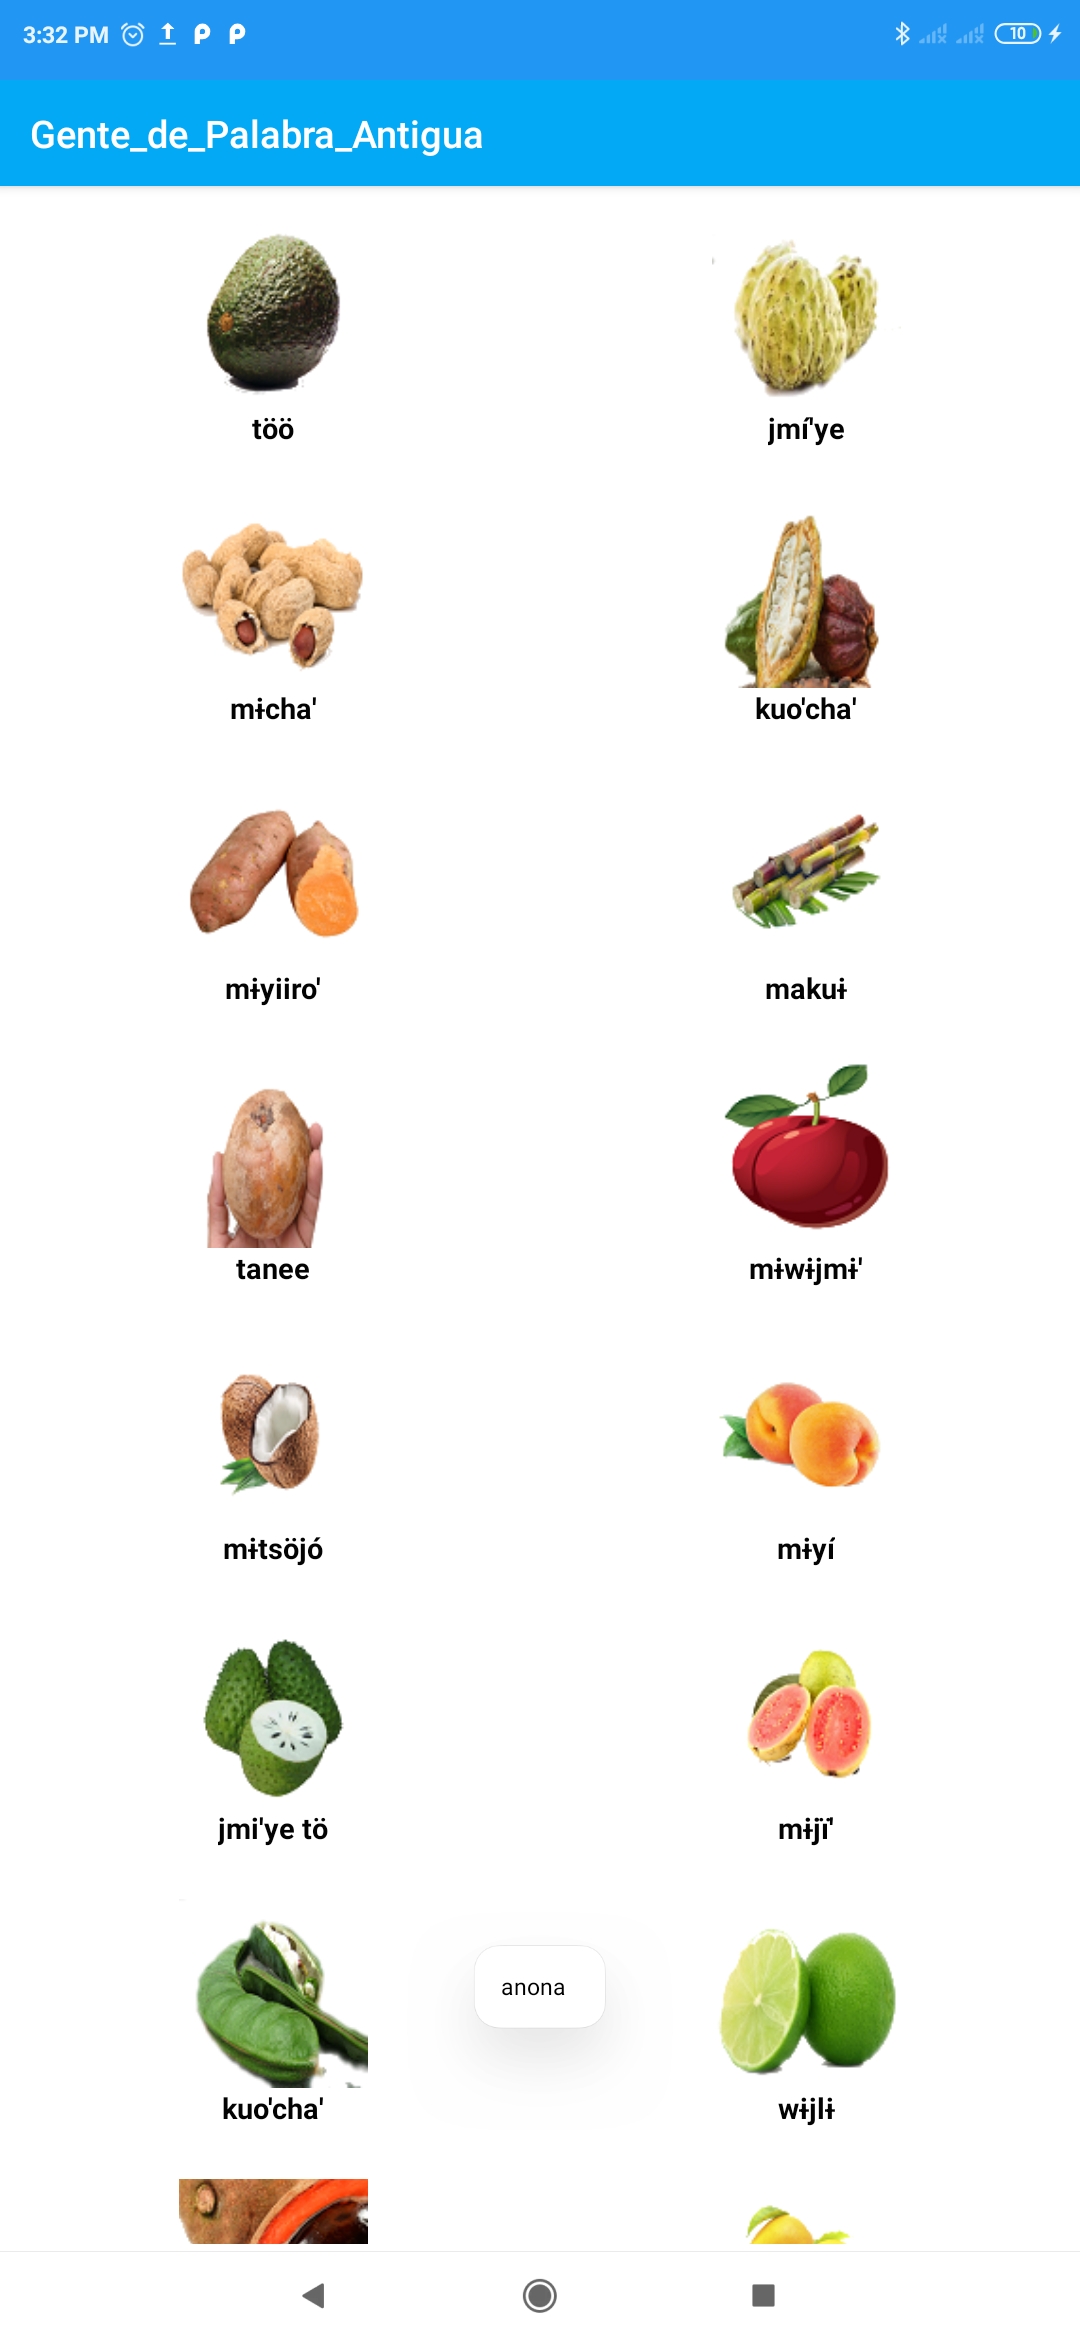 3:32 PM
10
Gente_de_Palabra_Antigua
töö
jmí'ye
mɨcha'
kuo'cha'
mɨyiiro'
makuɨ
tanee
mɨwɨjmɨ'
mɨtsöjó
mɨyí
jmi'ye tö
mɨjï'
anona
kuo'cha'
wɨjlɨ